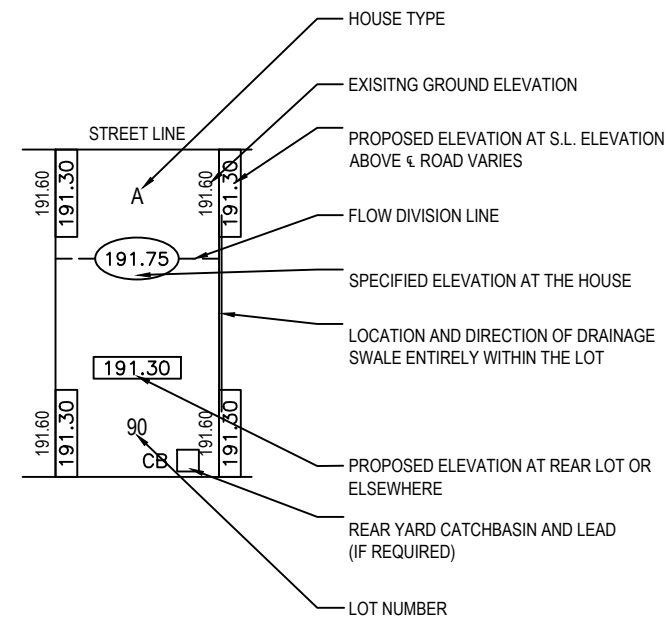 HOUSE TYPE
EXISITNG GROUND ELEVATION
STREET LINE
PROPOSED ELEVATION AT S.L. ELEVATION
ABOVE ℄ ROAD VARIES
191.60
191.30
A
191.60
191.30
FLOW DIVISION LINE
191.75
SPECIFIED ELEVATION AT THE HOUSE
LOCATION AND DIRECTION OF DRAINAGE
SWALE ENTIRELY WITHIN THE LOT
191.30
191.60
191.30
90
191.60
191.30
CB
PROPOSED ELEVATION AT REAR LOT OR
ELSEWHERE
REAR YARD CATCHBASIN AND LEAD
(IF REQUIRED)
LOT NUMBER